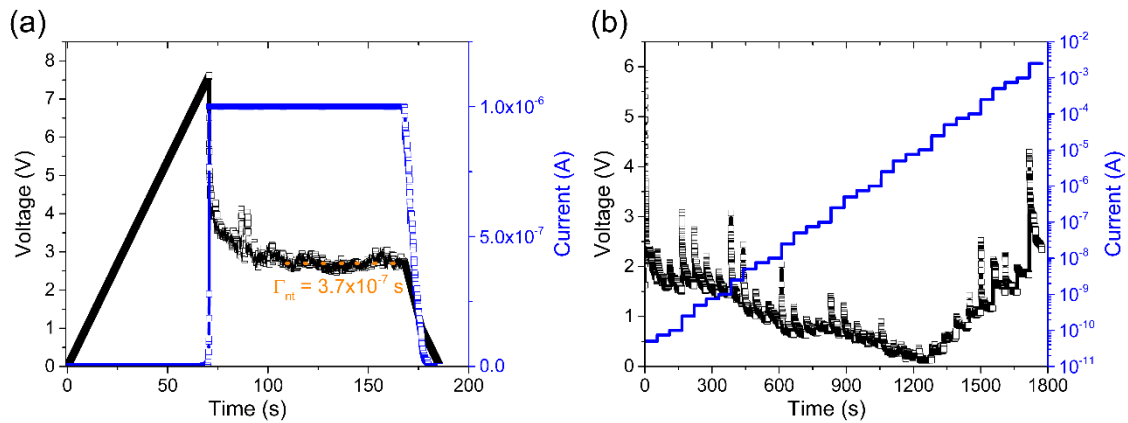 (a)
8
7
6
5
4
3
2
1
0
Voltage (V)
1.0x10⁻⁶
5.0x10⁻⁷
0.0
Current (A)
Γnt = 3.7x10⁻⁷ s
0 50 100 150 200
Time (s)
(b)
6
5
4
3
2
1
0
Voltage (V)
10⁻²
10⁻³
10⁻⁴
10⁻⁵
10⁻⁶
10⁻⁷
10⁻⁸
10⁻⁹
10⁻¹⁰
10⁻¹¹
Current (A)
0 300 600 900 1200 1500 1800
Time (s)